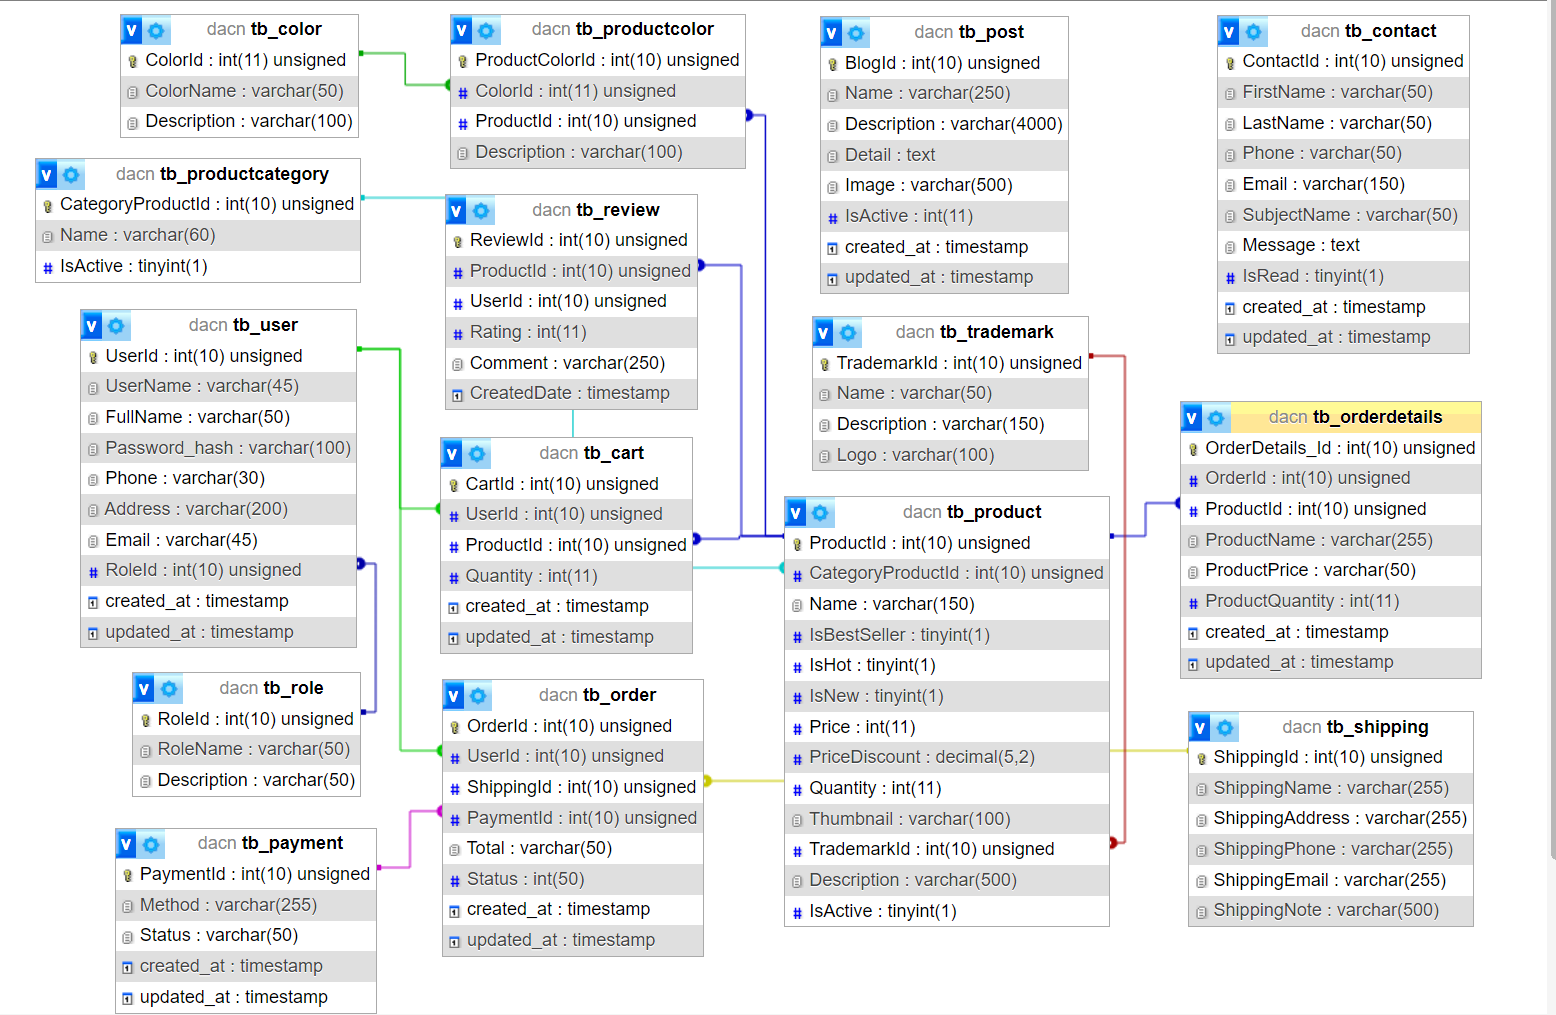 V dacn tb_color
ColorId : int(11) unsigned
ColorName : varchar(50)
Description : varchar(100)
V dacn tb_productcolor
ProductColorId : int(10) unsigned
# ColorId : int(11) unsigned
# ProductId : int(10) unsigned
Description : varchar(100)
V dacn tb_post
BlogId : int(10) unsigned
Name : varchar(250)
Description : varchar(4000)
Detail : text
Image : varchar(500)
# IsActive : int(11)
created_at : timestamp
updated_at : timestamp
V dacn tb_contact
ContactId : int(10) unsigned
FirstName : varchar(50)
LastName : varchar(50)
Phone : varchar(50)
Email : varchar(150)
SubjectName : varchar(50)
Message : text
# IsRead : tinyint(1)
created_at : timestamp
updated_at : timestamp
V dacn tb_productcategory
CategoryProductId : int(10) unsigned
Name : varchar(60)
# IsActive : tinyint(1)
V dacn tb_review
ReviewId : int(10) unsigned
# ProductId : int(10) unsigned
# UserId : int(10) unsigned
# Rating : int(11)
Comment : varchar(250)
CreatedDate : timestamp
V dacn tb_user
UserId : int(10) unsigned
UserName : varchar(45)
FullName : varchar(50)
Password_hash : varchar(100)
Phone : varchar(30)
Address : varchar(200)
Email : varchar(45)
# RoleId : int(10) unsigned
created_at : timestamp
updated_at : timestamp
V dacn tb_trademark
TrademarkId : int(10) unsigned
Name : varchar(50)
Description : varchar(150)
Logo : varchar(100)
V dacn tb_orderdetails
OrderDetails_Id : int(10) unsigned
# OrderId : int(10) unsigned
# ProductId : int(10) unsigned
ProductName : varchar(255)
ProductPrice : varchar(50)
# ProductQuantity : int(11)
created_at : timestamp
updated_at : timestamp
V dacn tb_cart
CartId : int(10) unsigned
# UserId : int(10) unsigned
# ProductId : int(10) unsigned
# Quantity : int(11)
created_at : timestamp
updated_at : timestamp
V dacn tb_product
ProductId : int(10) unsigned
# CategoryProductId : int(10) unsigned
Name : varchar(150)
# IsBestSeller : tinyint(1)
# IsHot : tinyint(1)
# IsNew : tinyint(1)
# Price : int(11)
# PriceDiscount : decimal(5,2)
# Quantity : int(11)
Thumbnail : varchar(100)
# TrademarkId : int(10) unsigned
Description : varchar(500)
# IsActive : tinyint(1)
V dacn tb_role
RoleId : int(10) unsigned
RoleName : varchar(50)
Description : varchar(50)
V dacn tb_order
OrderId : int(10) unsigned
# UserId : int(10) unsigned
# ShippingId : int(10) unsigned
# PaymentId : int(10) unsigned
Total : varchar(50)
# Status : int(50)
created_at : timestamp
updated_at : timestamp
V dacn tb_shipping
ShippingId : int(10) unsigned
ShippingName : varchar(255)
ShippingAddress : varchar(255)
ShippingPhone : varchar(255)
ShippingEmail : varchar(255)
ShippingNote : varchar(500)
V dacn tb_payment
PaymentId : int(10) unsigned
Method : varchar(255)
Status : varchar(50)
created_at : timestamp
updated_at : timestamp